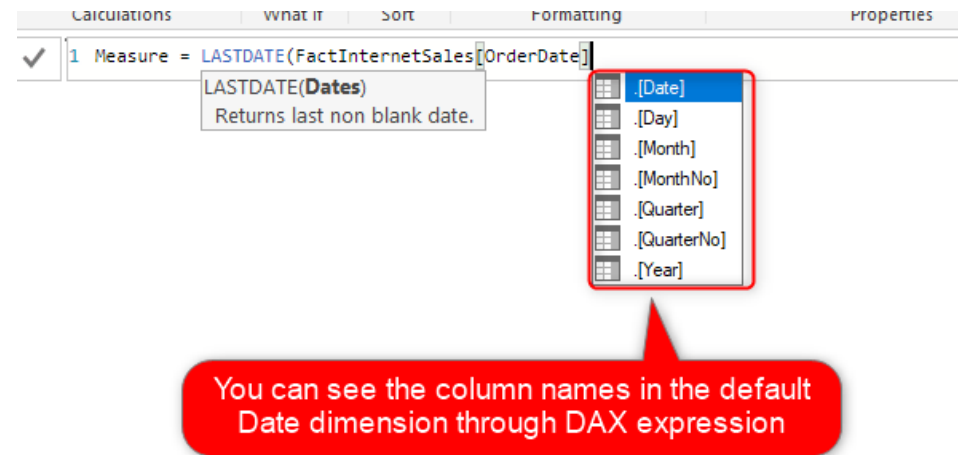 Calculations What if Sort Formatting Properties
1 Measure = LASTDATE(FactInternetSales[OrderDate]
LASTDATE(Dates)
Returns last non blank date.
.[Date]
.[Day]
.[Month]
.[MonthNo]
.[Quarter]
.[QuarterNo]
.[Year]
You can see the column names in the default
Date dimension through DAX expression